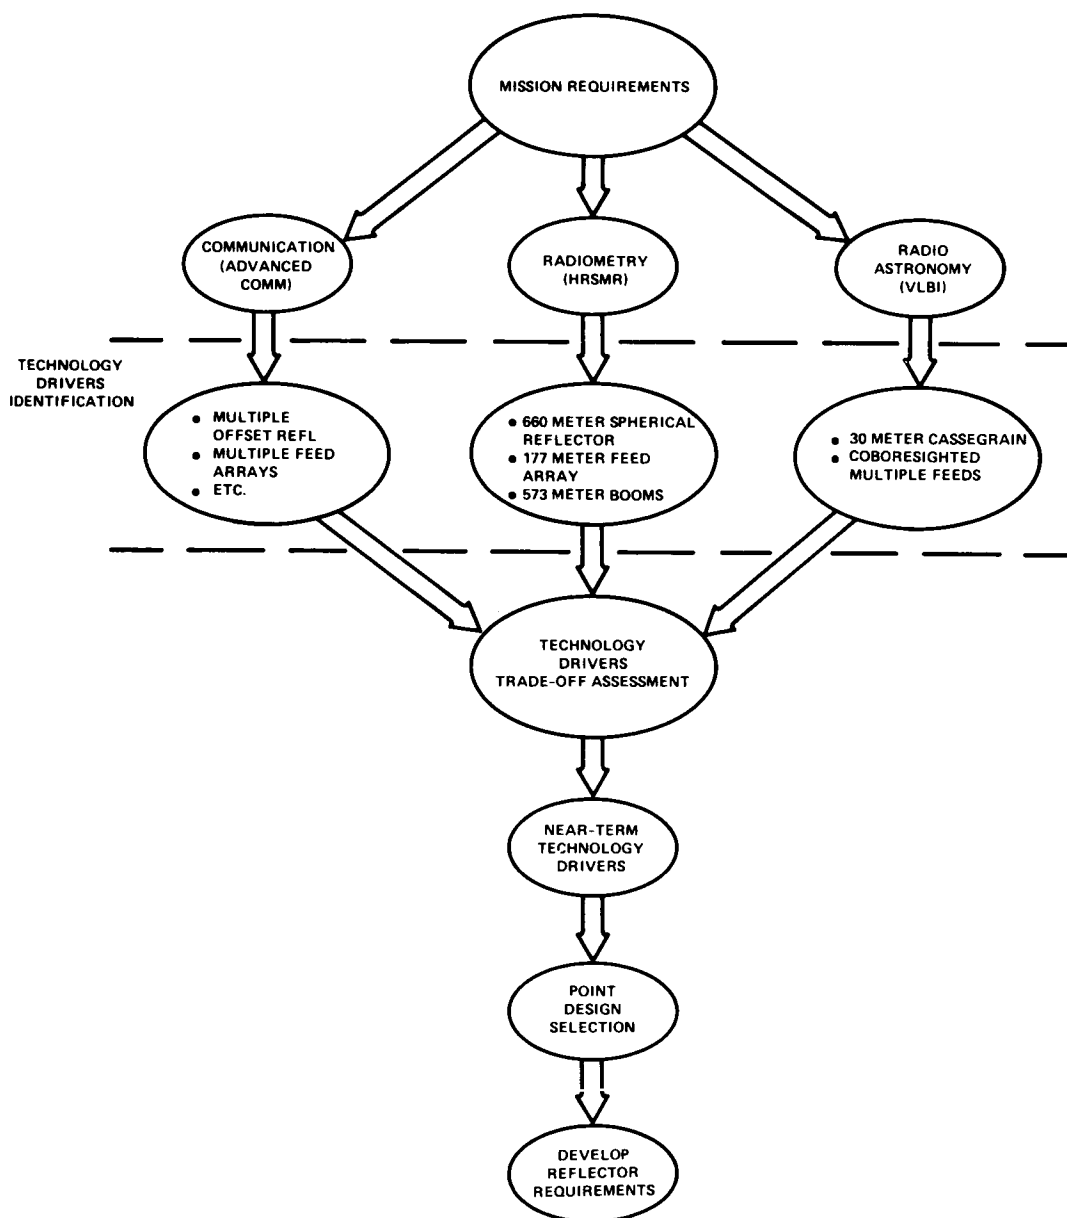 MISSION REQUIREMENTS
COMMUNICATION
(ADVANCED
COMM)
RADIOMETRY
(HRSMR)
RADIO
ASTRONOMY
(VLBI)
TECHNOLOGY
DRIVERS
IDENTIFICATION
• MULTIPLE
OFFSET REFL
• MULTIPLE FEED
ARRAYS
• ETC.
• 660 METER SPHERICAL
REFLECTOR
• 177 METER FEED
ARRAY
• 573 METER BOOMS
• 30 METER CASSEGRAIN
• COBORESIGHTED
MULTIPLE FEEDS
TECHNOLOGY
DRIVERS
TRADE-OFF ASSESSMENT
NEAR-TERM
TECHNOLOGY
DRIVERS
POINT
DESIGN
SELECTION
DEVELOP
REFLECTOR
REQUIREMENTS